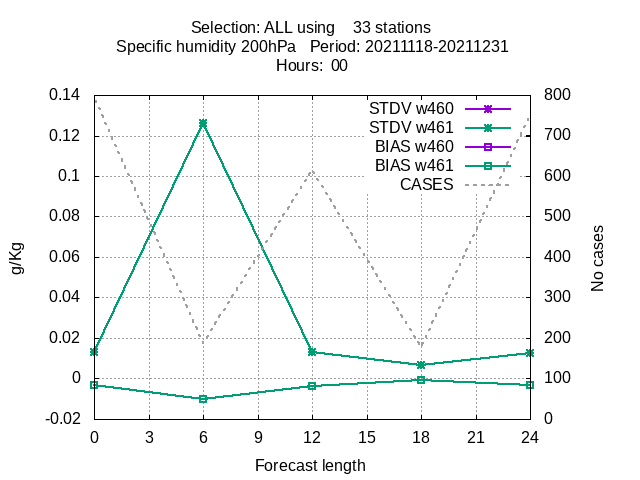 Selection: ALL using    33 stations
Specific humidity 200hPa   Period: 20211118-20211231
Hours:  00
0.14
0.12
0.1
0.08
0.06
0.04
0.02
0
-0.02
g/Kg
STDV w460
STDV w461
BIAS w460
BIAS w461
CASES
800
700
600
500
400
300
200
100
0
No cases
0 3 6 9 12 15 18 21 24
Forecast length